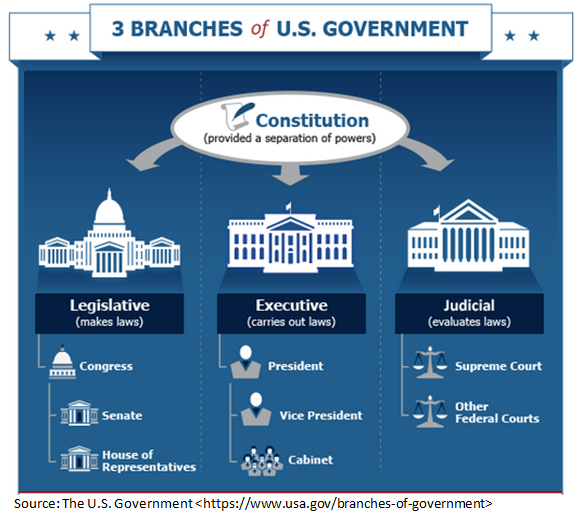 3 BRANCHES of U.S. GOVERNMENT
Constitution
(provided a separation of powers)
Legislative
(makes laws)
Congress
Senate
House of
Representatives
Executive
(carries out laws)
President
Vice President
Cabinet
Judicial
(evaluates laws)
Supreme Court
Other
Federal Courts
Source: The U.S. Government <https://www.usa.gov/branches-of-government>